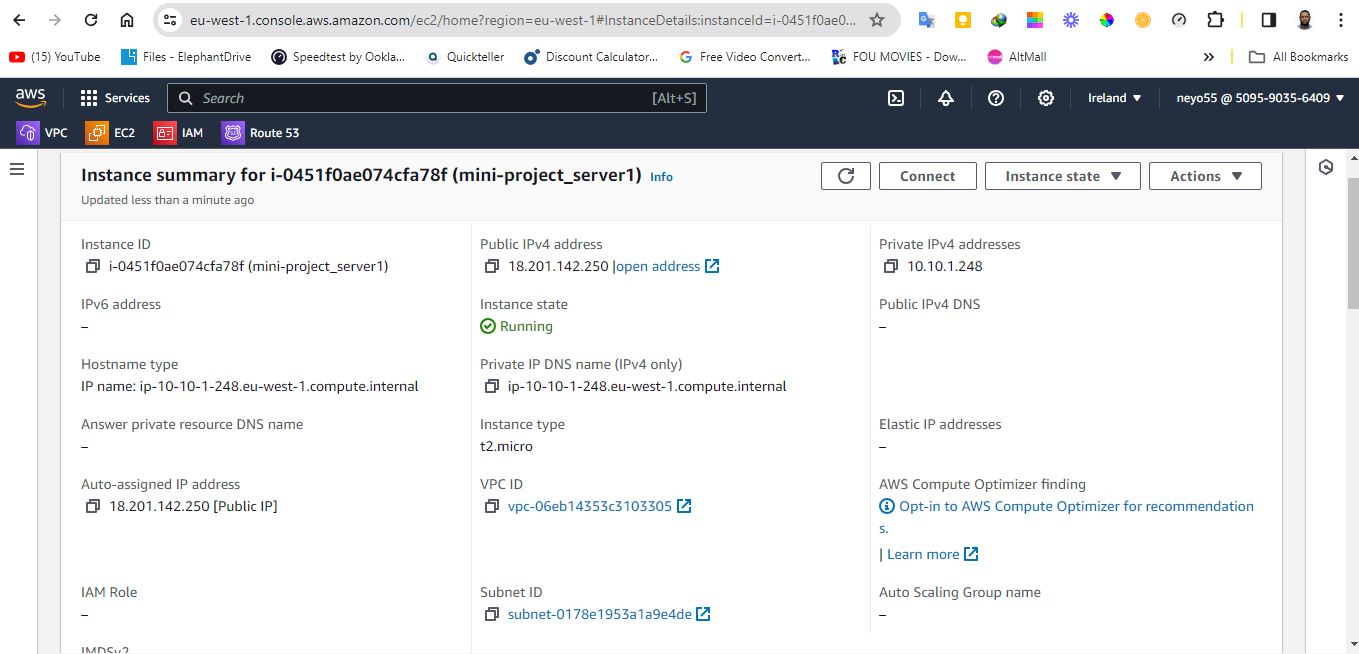 eu-west-1.console.aws.amazon.com/ec2/home?region=eu-west-1#InstanceDetails:instanceId=i-0451f0ae0...
(15) YouTube Files - ElephantDrive Speedtest by Ookla... Quickteller Discount Calculator... Free Video Convert... FOU MOVIES - Dow... AltMall » All Bookmarks
aws Services Search [Alt+S] Ireland neyo55 @ 5095-9035-6409
VPC EC2 IAM Route 53
Instance summary for i-0451f0ae074cfa78f (mini-project_server1) Info
Connect Instance state Actions
Updated less than a minute ago
Instance ID Public IPv4 address Private IPv4 addresses
i-0451f0ae074cfa78f (mini-project_server1) 18.201.142.250 |open address 10.10.1.248
IPv6 address Instance state Public IPv4 DNS
– Running –
Hostname type Private IP DNS name (IPv4 only)
IP name: ip-10-10-1-248.eu-west-1.compute.internal ip-10-10-1-248.eu-west-1.compute.internal
Answer private resource DNS name Instance type Elastic IP addresses
– t2.micro –
Auto-assigned IP address VPC ID AWS Compute Optimizer finding
18.201.142.250 [Public IP] vpc-06eb14353c3103305 Opt-in to AWS Compute Optimizer for recommendation
s.
| Learn more
IAM Role Subnet ID Auto Scaling Group name
– subnet-0178e1953a1a9e4de –
IMDSv2